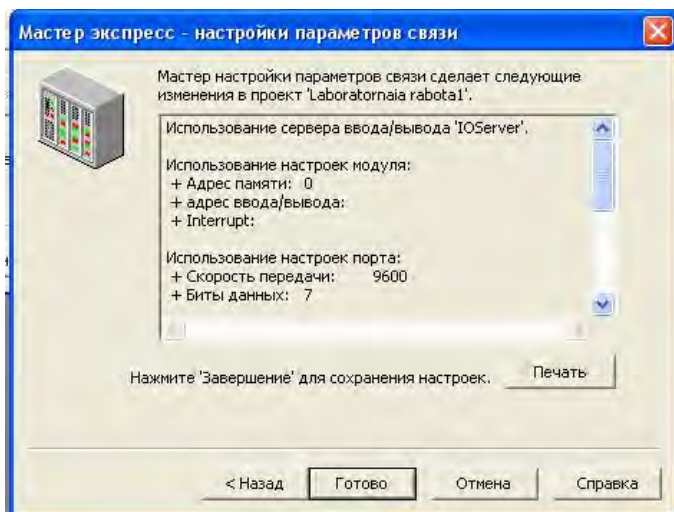 Мастер экспресс - настройки параметров связи
Мастер настройки параметров связи сделает следующие
изменения в проект 'Laboratornaia rabota1'.
Использование сервера ввода/вывода 'IOServer'.
Использование настроек модуля:
+ Адрес памяти: 0
+ адрес ввода/вывода:
+ Interrupt:
Использование настроек порта:
+ Скорость передачи: 9600
+ Биты данных: 7
Нажмите 'Завершение' для сохранения настроек.
Печать
< Назад
Готово
Отмена
Справка